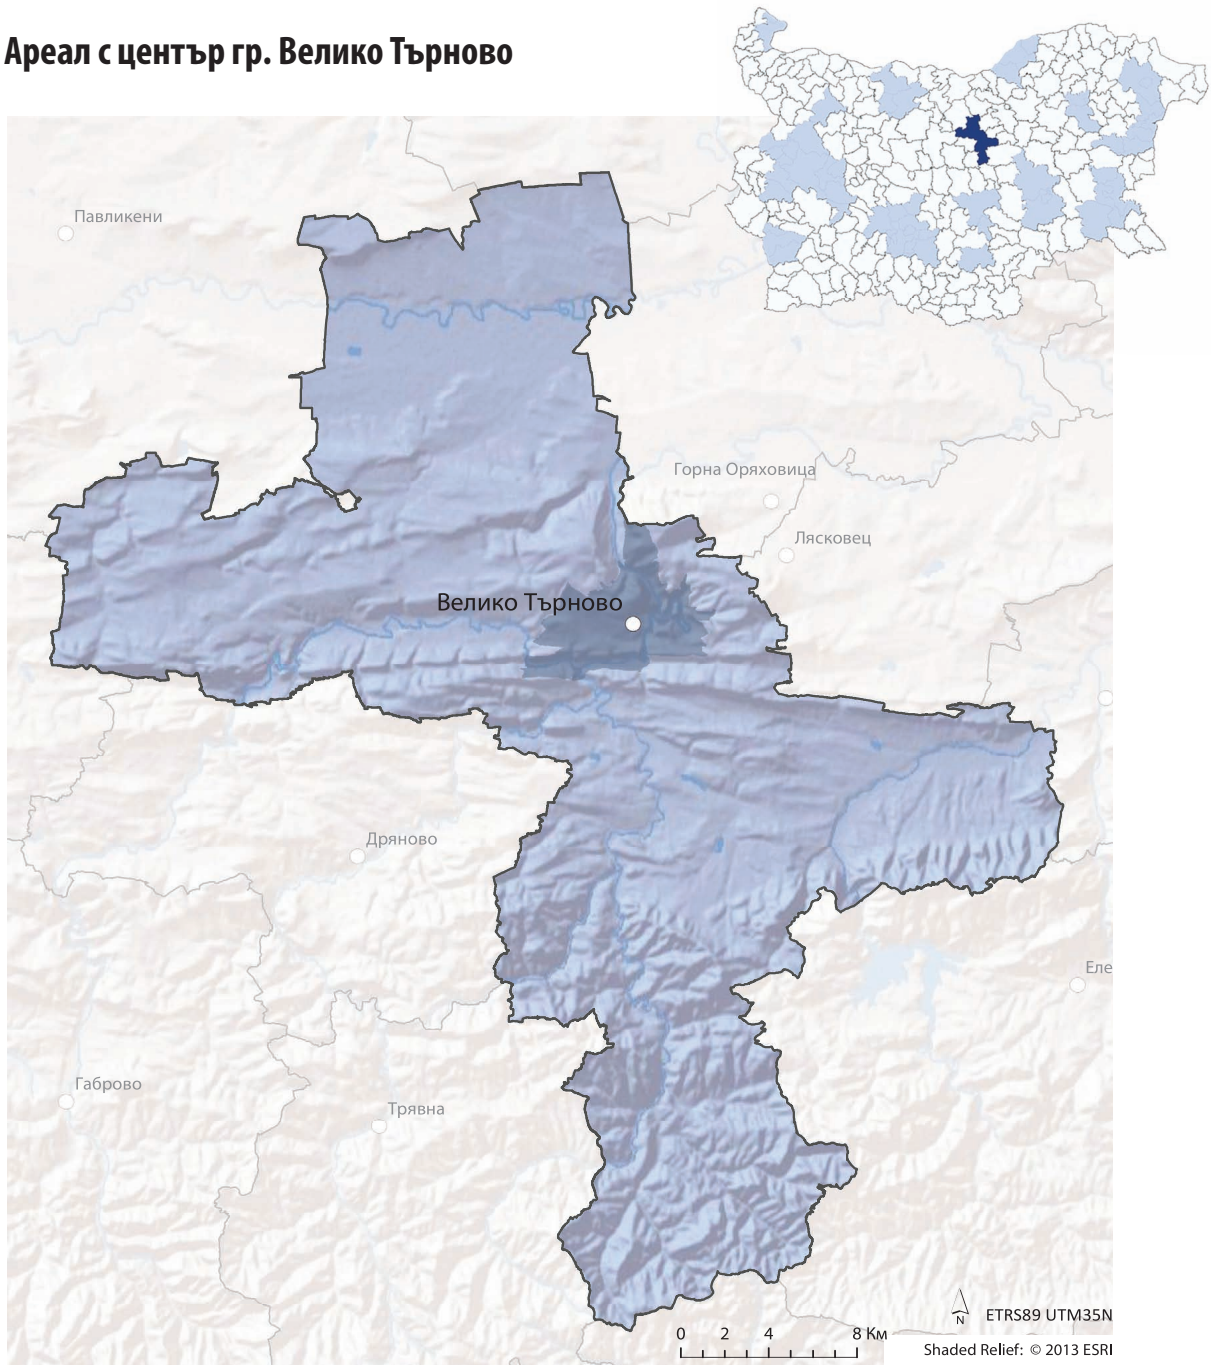 Ареал с център гр. Велико Търново
Павликени
Горна Оряховица
Лясковец
Велико Търново
Дряново
Еле
Габрово
Трявна
N
ETRS89 UTM35N
0 2 4 8 Км
Shaded Relief: © 2013 ESRI